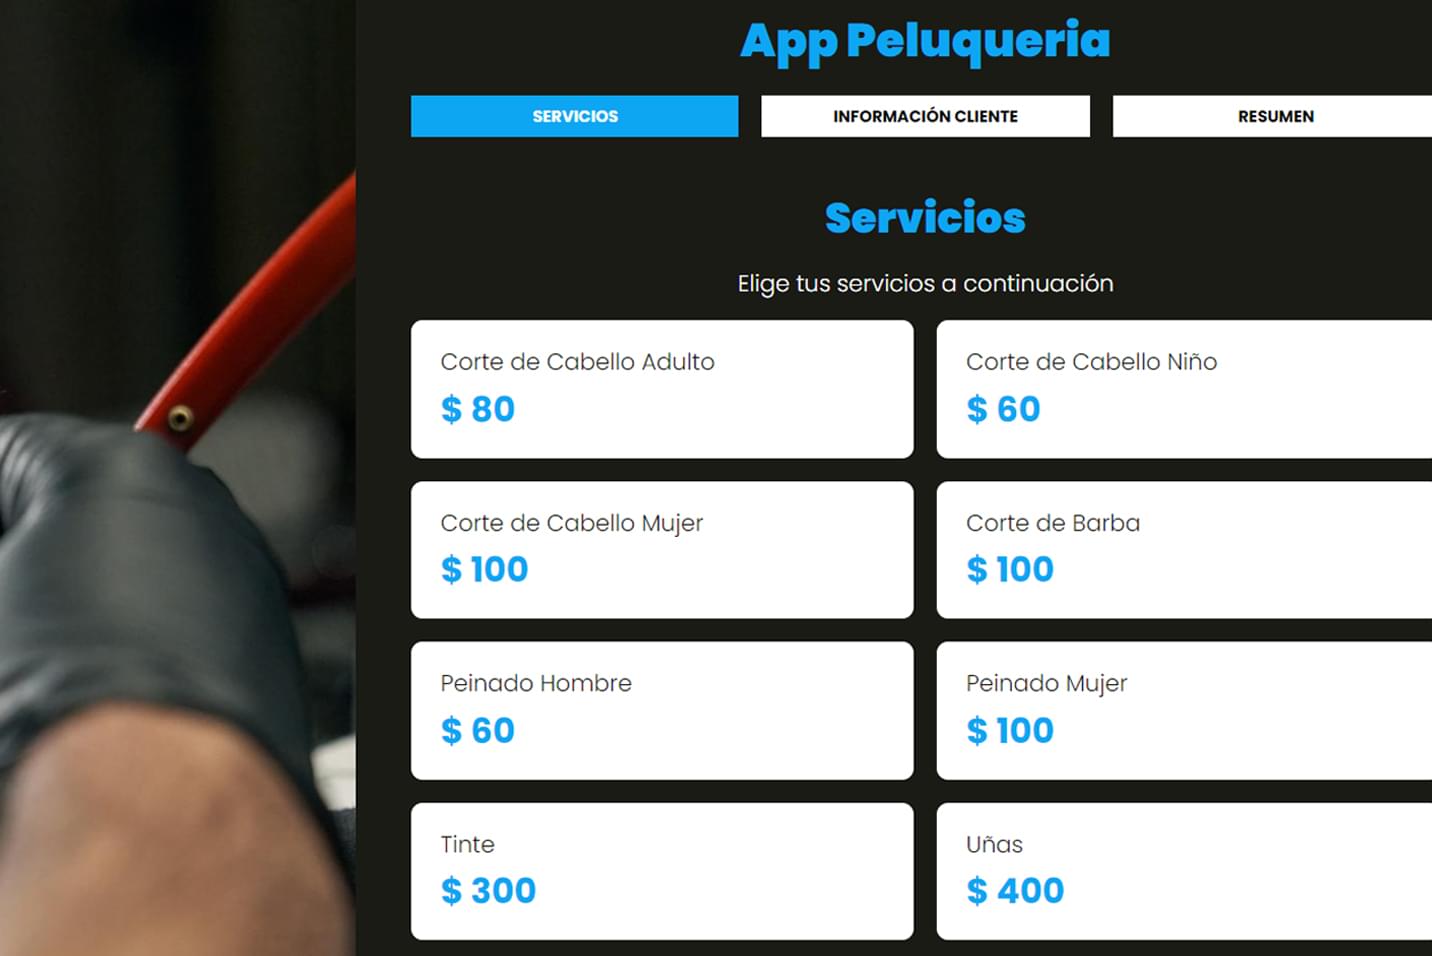 App Peluqueria
SERVICIOS
INFORMACIÓN CLIENTE
RESUMEN
Servicios
Elige tus servicios a continuación
Corte de Cabello Adulto
$ 80
Corte de Cabello Niño
$ 60
Corte de Cabello Mujer
$ 100
Corte de Barba
$ 100
Peinado Hombre
$ 60
Peinado Mujer
$ 100
Tinte
$ 300
Uñas
$ 400